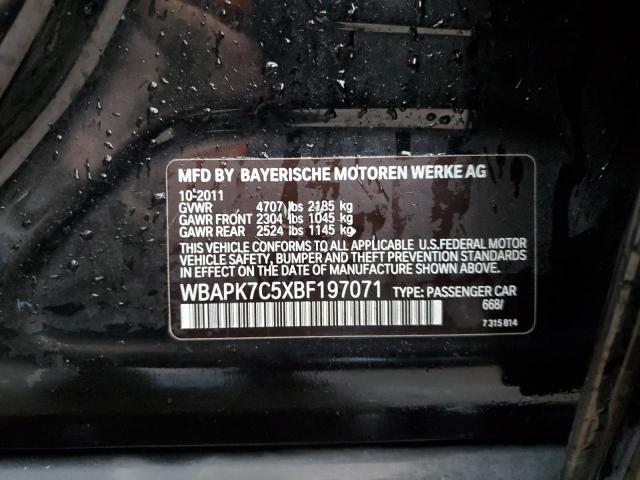 MFD BY BAYERISCHE MOTOREN WERKE AG
10-2011
GVWR 4707 lbs 2185 kg
GAWR FRONT 2304 lbs 1045 kg
GAWR REAR 2524 lbs 1145 kg
THIS VEHICLE CONFORMS TO ALL APPLICABLE U.S.FEDERAL MOTOR
VEHICLE SAFETY, BUMPER AND THEFT PREVENTION STANDARDS
IN EFFECT ON THE DATE OF MANUFACTURE SHOWN ABOVE.
WBAPK7C5XBF197071 TYPE: PASSENGER CAR
668/
7 315 814